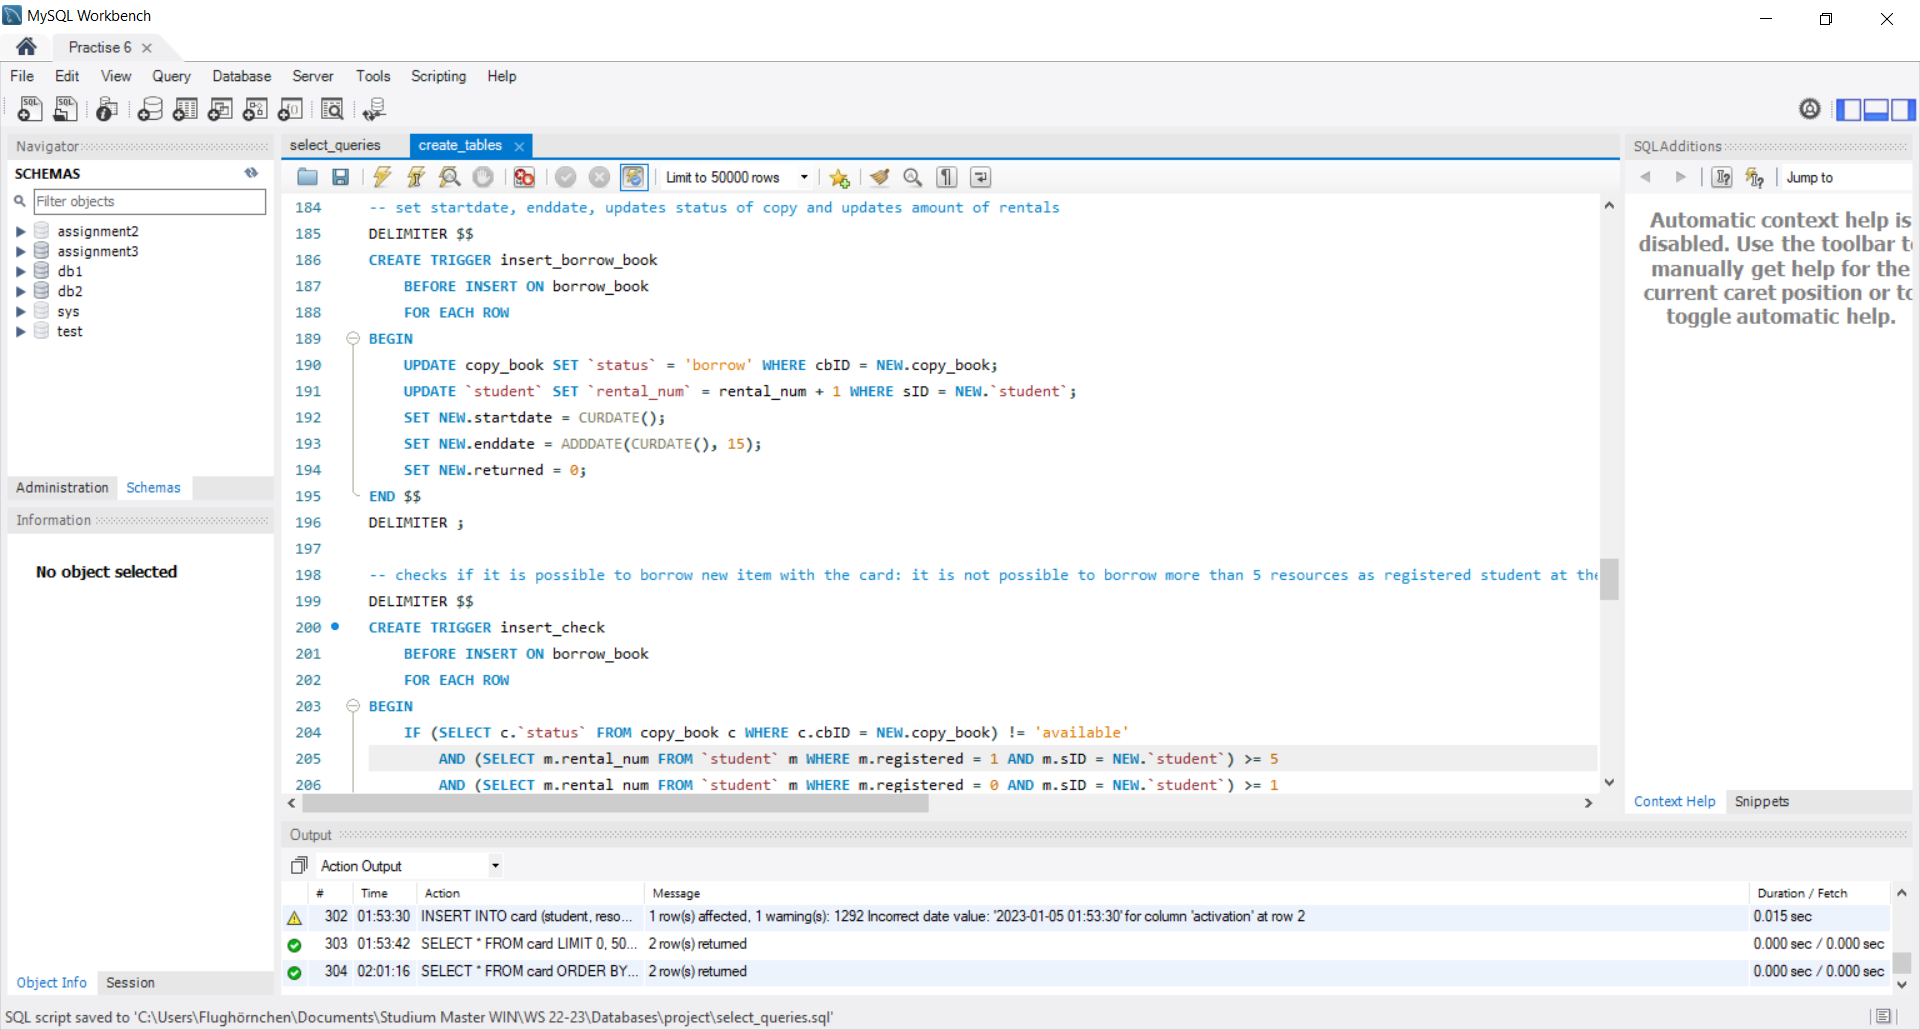 MySQL Workbench
Practise 6
File Edit View Query Database Server Tools Scripting Help
Navigator
SCHEMAS
Filter objects
assignment2
assignment3
db1
db2
sys
test
Administration Schemas
Information
No object selected
Object Info Session
select_queries create_tables
Limit to 50000 rows
184 -- set startdate, enddate, updates status of copy and updates amount of rentals
185 DELIMITER $$
186 CREATE TRIGGER insert_borrow_book
187 BEFORE INSERT ON borrow_book
188 FOR EACH ROW
189 BEGIN
190 UPDATE copy_book SET `status` = 'borrow' WHERE cbID = NEW.copy_book;
191 UPDATE `student` SET `rental_num` = rental_num + 1 WHERE sID = NEW.`student`;
192 SET NEW.startdate = CURDATE();
193 SET NEW.enddate = ADDDATE(CURDATE(), 15);
194 SET NEW.returned = 0;
195 END $$
196 DELIMITER ;
197
198 -- checks if it is possible to borrow new item with the card: it is not possible to borrow more than 5 resources as registered student at the
199 DELIMITER $$
200 CREATE TRIGGER insert_check
201 BEFORE INSERT ON borrow_book
202 FOR EACH ROW
203 BEGIN
204 IF (SELECT c.`status` FROM copy_book c WHERE c.cbID = NEW.copy_book) != 'available'
205 AND (SELECT m.rental_num FROM `student` m WHERE m.registered = 1 AND m.sID = NEW.`student`) >= 5
206 AND (SELECT m.rental_num FROM `student` m WHERE m.registered = 0 AND m.sID = NEW.`student`) >= 1
SQLAdditions
Jump to
Automatic context help is
disabled. Use the toolbar to
manually get help for the
current caret position or to
toggle automatic help.
Context Help Snippets
Output
Action Output
# Time Action Message Duration / Fetch
302 01:53:30 INSERT INTO card (student, reso... 1 row(s) affected, 1 warning(s): 1292 Incorrect date value: '2023-01-05 01:53:30' for column 'activation' at row 2 0.015 sec
303 01:53:42 SELECT * FROM card LIMIT 0, 50... 2 row(s) returned 0.000 sec / 0.000 sec
304 02:01:16 SELECT * FROM card ORDER BY... 2 row(s) returned 0.000 sec / 0.000 sec
SQL script saved to 'C:\Users\Flughörnchen\Documents\Studium Master WIN\WS 22-23\Databases\project\select_queries.sql'